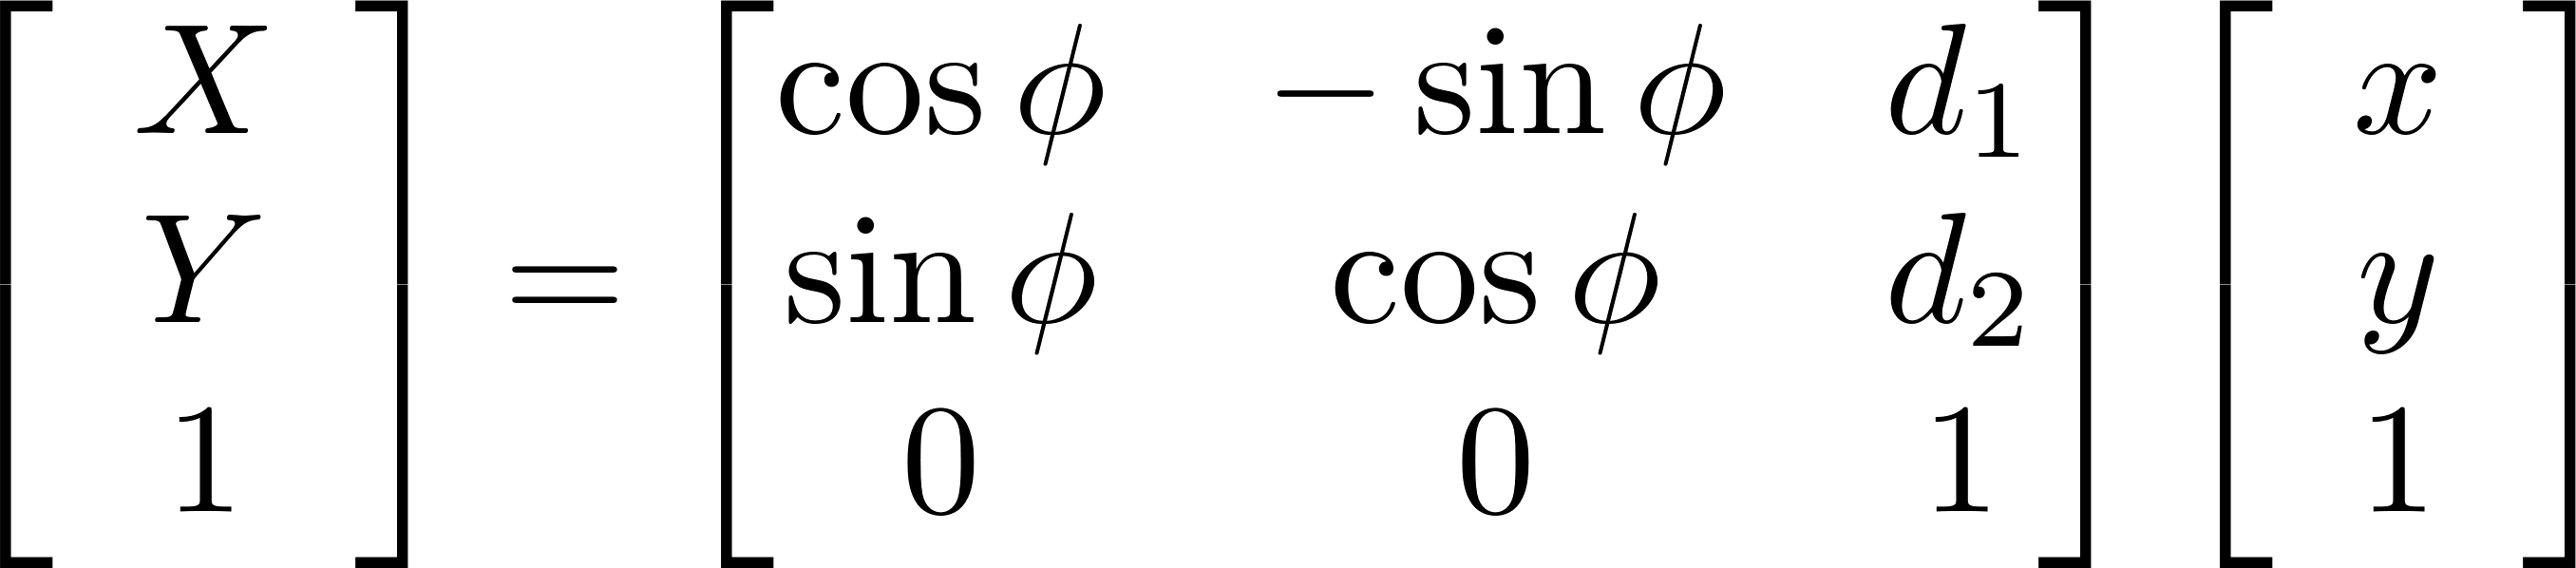 [ X ] = [ cos ϕ − sin ϕ d₁ ] [ x ]
[ Y ] = [ sin ϕ cos ϕ d₂ ] [ y ]
[ 1 ] = [ 0 0 1 ] [ 1 ]